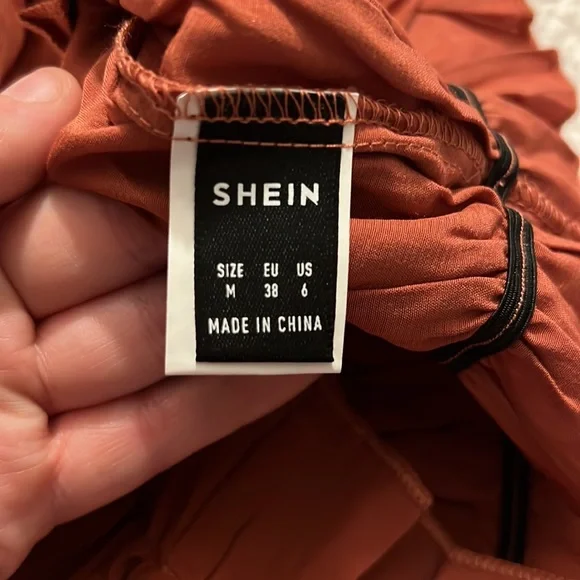 SHEIN
SIZE EU US
M 38 6
MADE IN CHINA